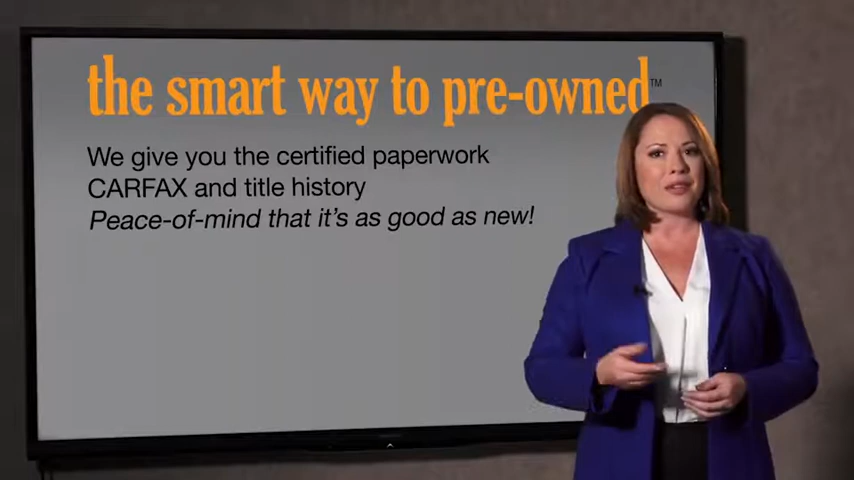 the smart way to pre-owned™
We give you the certified paperwork
CARFAX and title history
Peace-of-mind that it's as good as new!